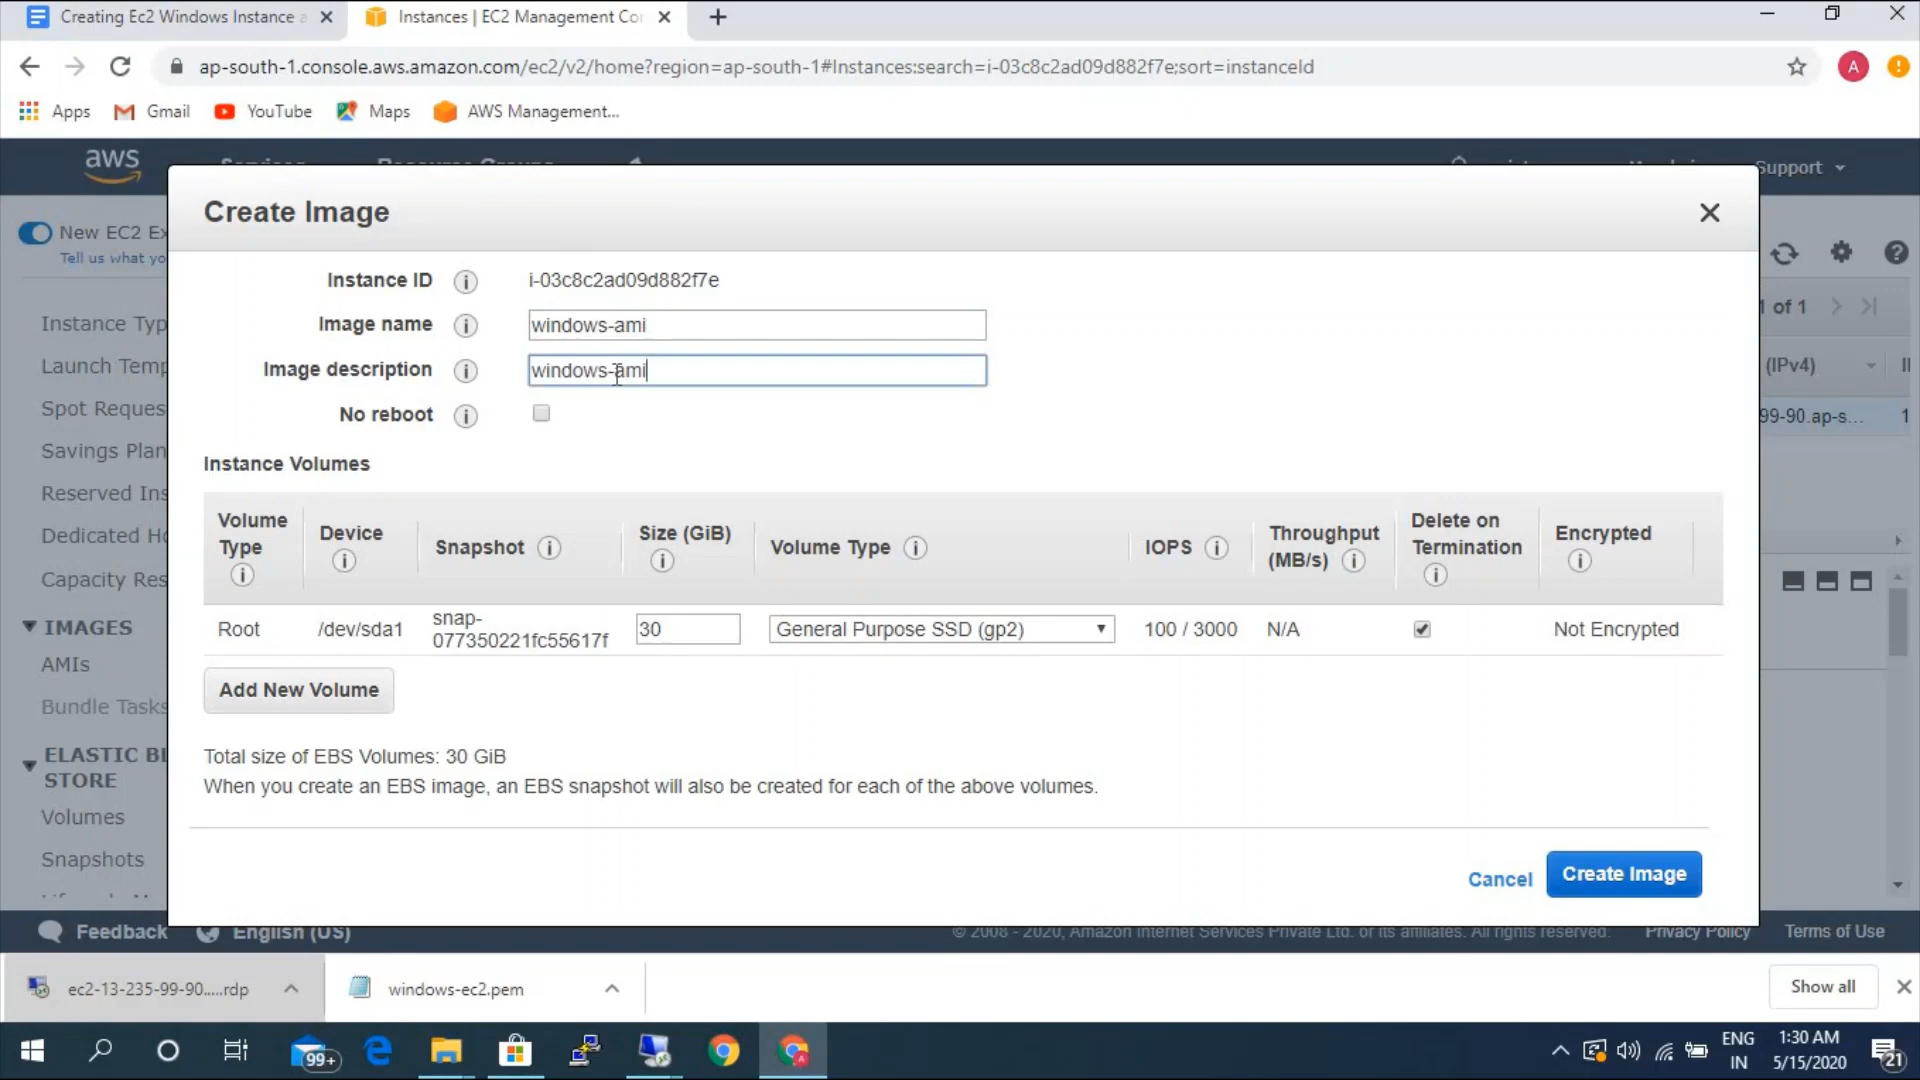 Creating Ec2 Windows Instance a
Instances | EC2 Management Co
ap-south-1.console.aws.amazon.com/ec2/v2/home?region=ap-south-1#Instances:search=i-03c8c2ad09d882f7e;sort=instanceId
A
Apps
Gmail
YouTube
Maps
AWS Management...
aws
Services
Resource Groups
Support
New EC2 Ex
Tell us what yo
Instance Typ
Launch Temp
Spot Reques
Savings Plan
Reserved Ins
Dedicated Ho
Capacity Res
IMAGES
AMIs
Bundle Tasks
ELASTIC BL
STORE
Volumes
Snapshots
1 of 1
(IPv4)
99-90.ap-s...
1
Create Image
Instance ID
i-03c8c2ad09d882f7e
Image name
windows-ami
Image description
windows-ami
No reboot
Instance Volumes
Volume Type
Device
Snapshot
Size (GiB)
Volume Type
IOPS
Throughput (MB/s)
Delete on Termination
Encrypted
Root
/dev/sda1
snap-
077350221fc55617f
30
General Purpose SSD (gp2)
100 / 3000
N/A
Not Encrypted
Add New Volume
Total size of EBS Volumes: 30 GiB
When you create an EBS image, an EBS snapshot will also be created for each of the above volumes.
Cancel
Create Image
Feedback
English (US)
© 2008 - 2020, Amazon Internet Services Private Ltd. or its affiliates. All rights reserved.
Privacy Policy
Terms of Use
ec2-13-235-99-90.....rdp
windows-ec2.pem
Show all
99+
ENG
IN
1:30 AM
5/15/2020
21